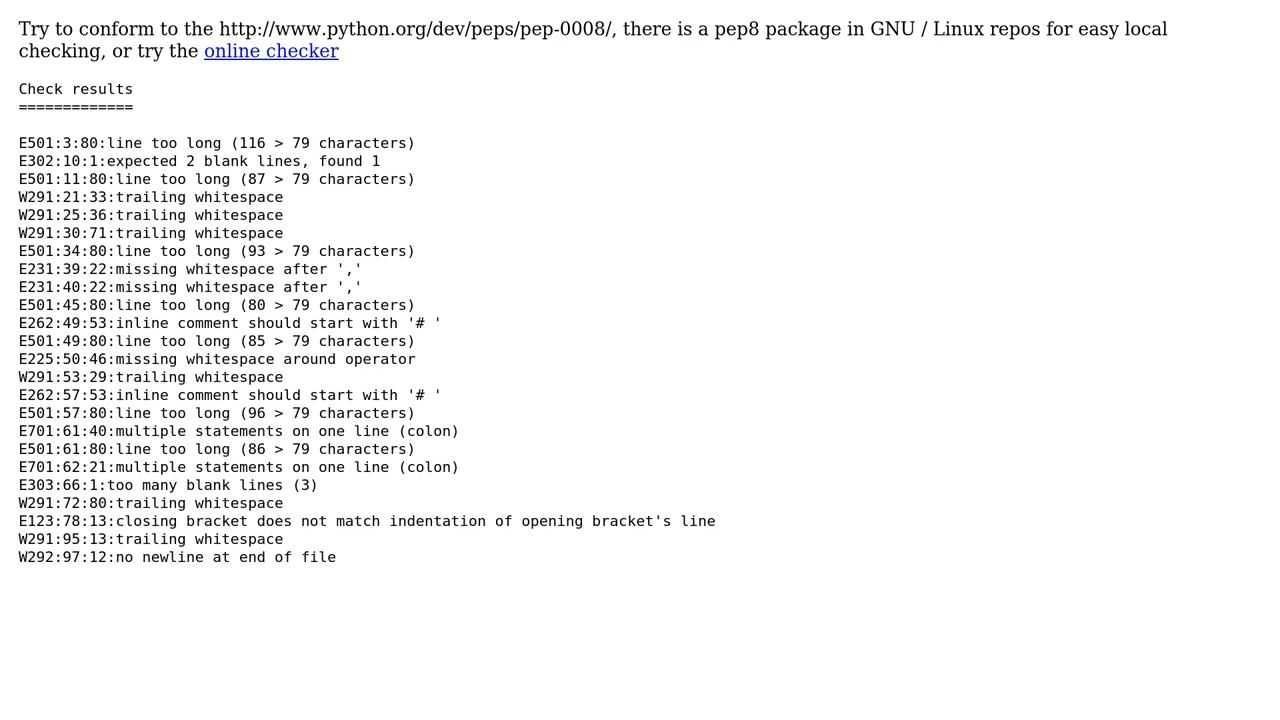 Try to conform to the http://www.python.org/dev/peps/pep-0008/, there is a pep8 package in GNU / Linux repos for easy local
checking, or try the online checker
Check results
=============
E501:3:80:line too long (116 > 79 characters)
E302:10:1:expected 2 blank lines, found 1
E501:11:80:line too long (87 > 79 characters)
W291:21:33:trailing whitespace
W291:25:36:trailing whitespace
W291:30:71:trailing whitespace
E501:34:80:line too long (93 > 79 characters)
E231:39:22:missing whitespace after ','
E231:40:22:missing whitespace after ','
E501:45:80:line too long (80 > 79 characters)
E262:49:53:inline comment should start with '# '
E501:49:80:line too long (85 > 79 characters)
E225:50:46:missing whitespace around operator
W291:53:29:trailing whitespace
E262:57:53:inline comment should start with '# '
E501:57:80:line too long (96 > 79 characters)
E701:61:40:multiple statements on one line (colon)
E501:61:80:line too long (86 > 79 characters)
E701:62:21:multiple statements on one line (colon)
E303:66:1:too many blank lines (3)
W291:72:80:trailing whitespace
E123:78:13:closing bracket does not match indentation of opening bracket's line
W291:95:13:trailing whitespace
W292:97:12:no newline at end of file